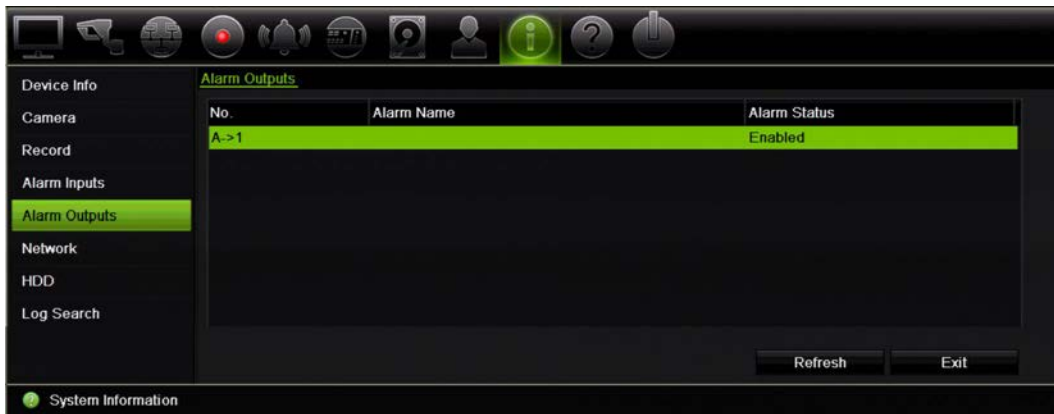 Alarm Outputs
Device Info
Camera
Record
Alarm Inputs
Alarm Outputs
Network
HDD
Log Search
No. Alarm Name Alarm Status
A->1 Enabled
Refresh Exit
System Information